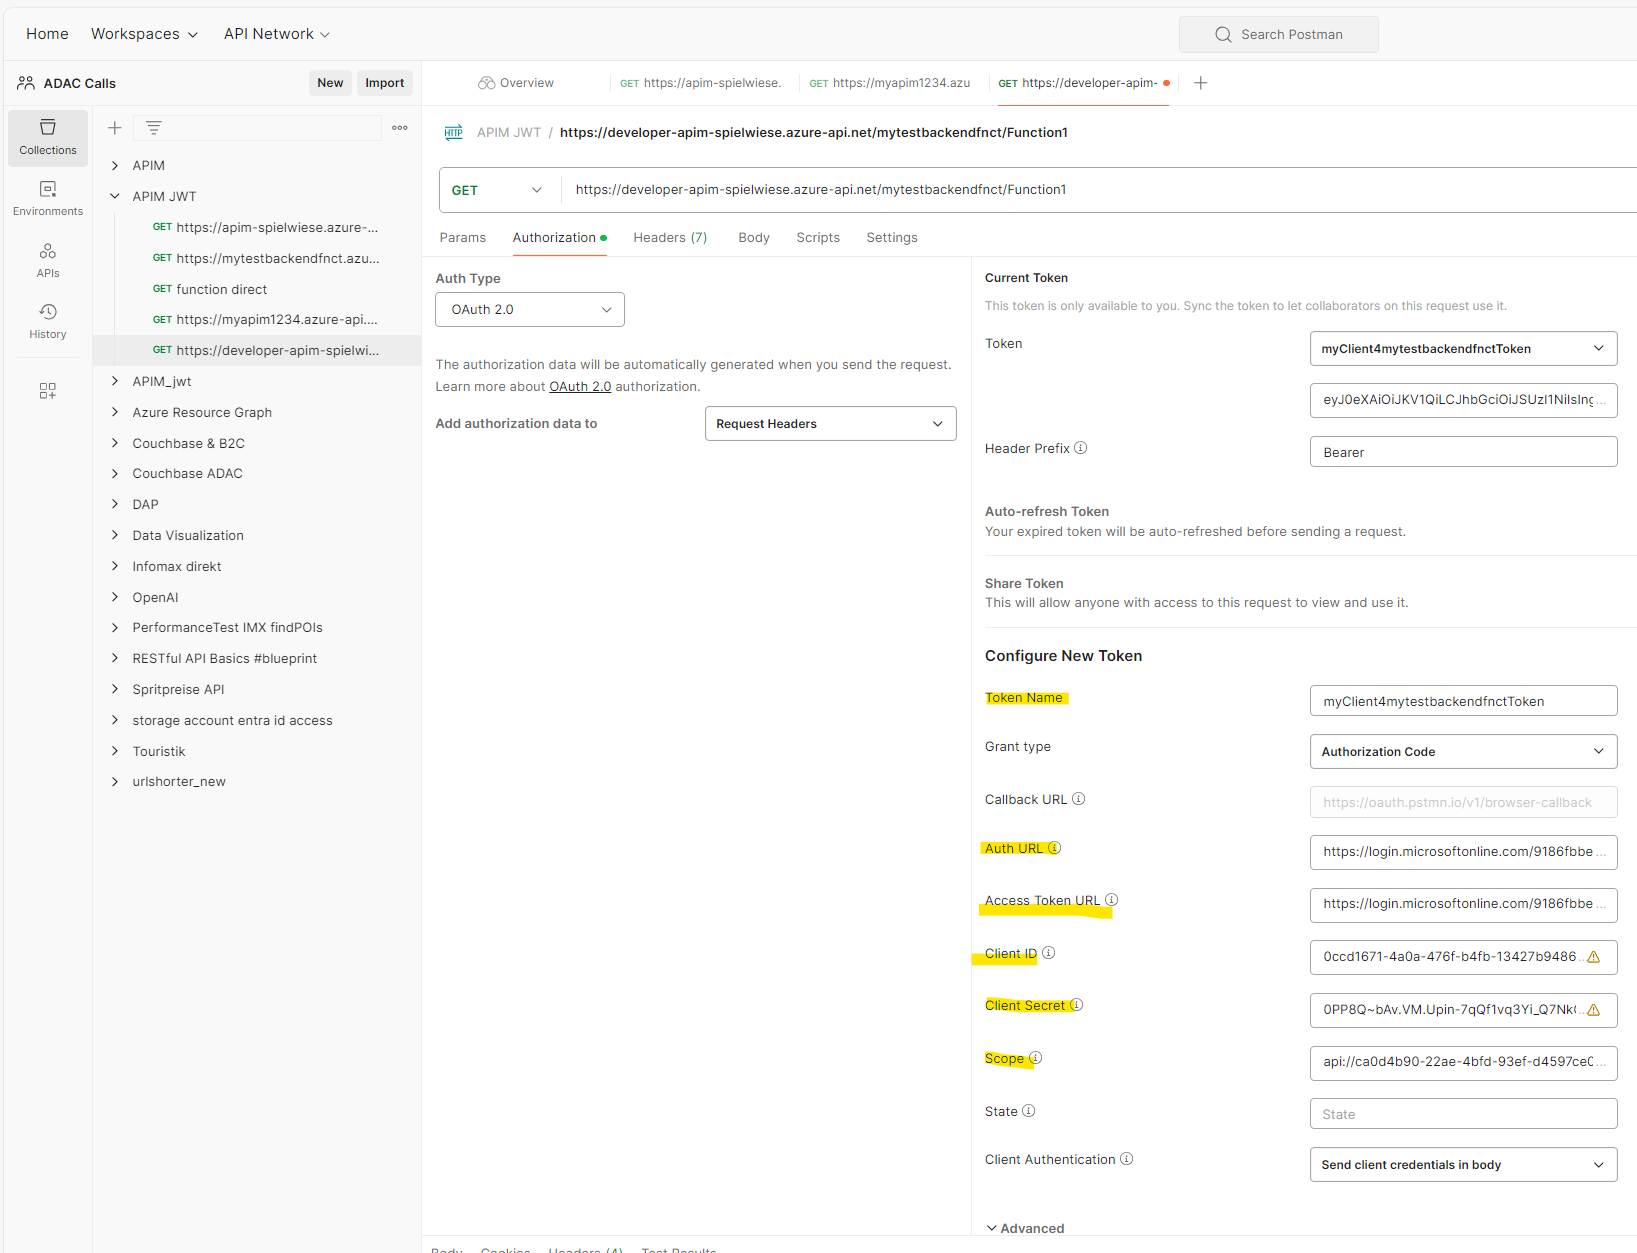 Home Workspaces API Network Search Postman
ADAC Calls New Import
Overview GET https://apim-spielwiese. GET https://myapim1234.azu GET https://developer-apim-
Collections
Environments
APIs
History
APIM
APIM JWT
GET https://apim-spielwiese.azure-...
GET https://mytestbackendfnct.azu...
GET function direct
GET https://myapim1234.azure-api....
GET https://developer-apim-spielwi...
APIM_jwt
Azure Resource Graph
Couchbase & B2C
Couchbase ADAC
DAP
Data Visualization
Infomax direkt
OpenAI
PerformanceTest IMX findPOIs
RESTful API Basics #blueprint
Spritpreise API
storage account entra id access
Touristik
urlshorter_new
HTTP APIM JWT / https://developer-apim-spielwiese.azure-api.net/mytestbackendfnct/Function1
GET https://developer-apim-spielwiese.azure-api.net/mytestbackendfnct/Function1
Params Authorization Headers (7) Body Scripts Settings
Auth Type
OAuth 2.0
The authorization data will be automatically generated when you send the request.
Learn more about OAuth 2.0 authorization.
Add authorization data to Request Headers
Current Token
This token is only available to you. Sync the token to let collaborators on this request use it.
Token myClient4mytestbackendfnctToken
eyJ0eXAiOiJKV1QiLCJhbGciOiJSUzI1NiIsIng...
Header Prefix Bearer
Auto-refresh Token
Your expired token will be auto-refreshed before sending a request.
Share Token
This will allow anyone with access to this request to view and use it.
Configure New Token
Token Name myClient4mytestbackendfnctToken
Grant type Authorization Code
Callback URL https://oauth.pstmn.io/v1/browser-callback
Auth URL https://login.microsoftonline.com/9186fbbe...
Access Token URL https://login.microsoftonline.com/9186fbbe...
Client ID 0ccd1671-4a0a-476f-b4fb-13427b9486...
Client Secret 0PP8Q~bAv.VM.Upin-7qQf1vq3Yi_Q7Nk...
Scope api://ca0d4b90-22ae-4bfd-93ef-d4597ce0...
State State
Client Authentication Send client credentials in body
Advanced
Body Cookies Headers (4) Test Results